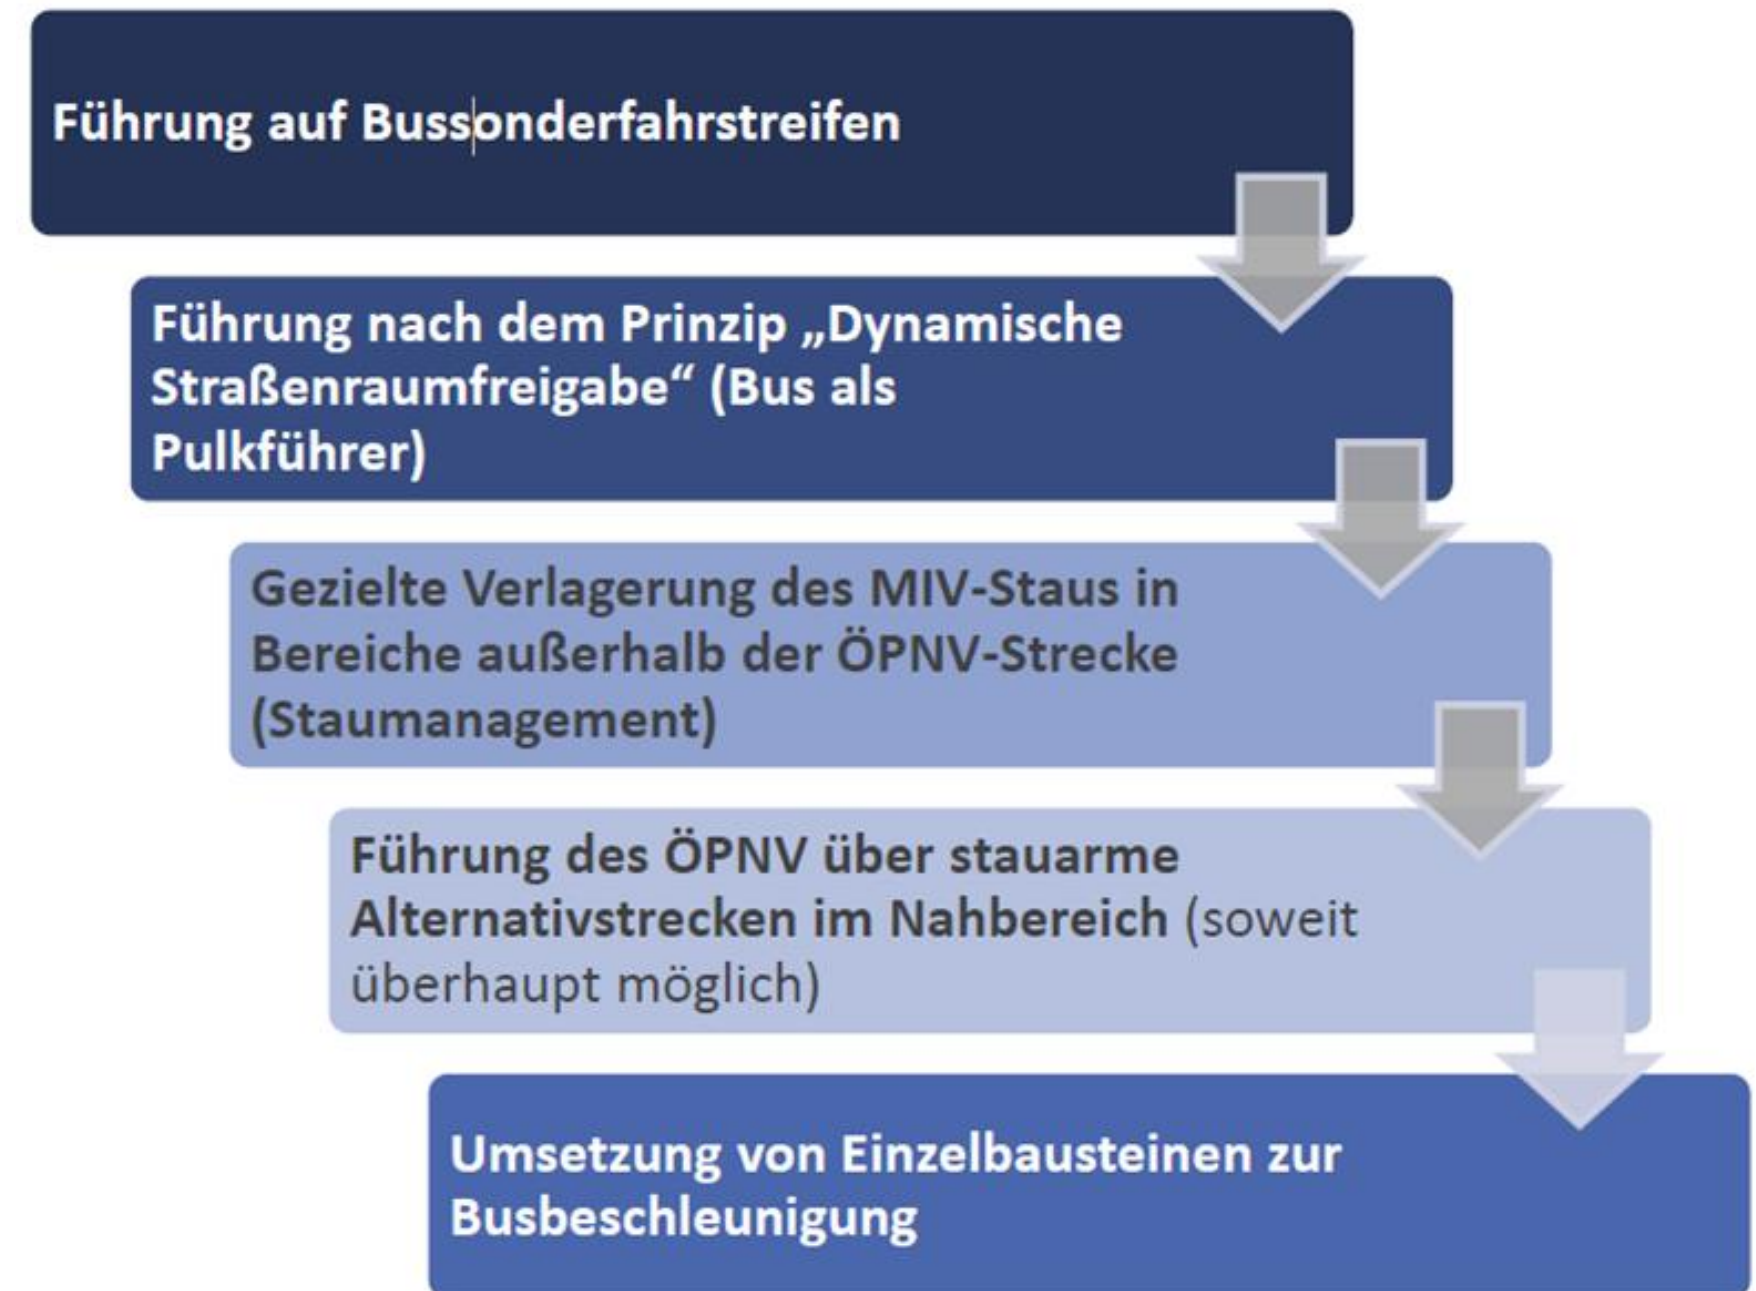 Führung auf Bussonderfahrstreifen
Führung nach dem Prinzip „Dynamische
Straßenraumfreigabe“ (Bus als
Pulkführer)
Gezielte Verlagerung des MIV-Staus in
Bereiche außerhalb der ÖPNV-Strecke
(Staumanagement)
Führung des ÖPNV über stauarme
Alternativstrecken im Nahbereich (soweit
überhaupt möglich)
Umsetzung von Einzelbausteinen zur
Busbeschleunigung